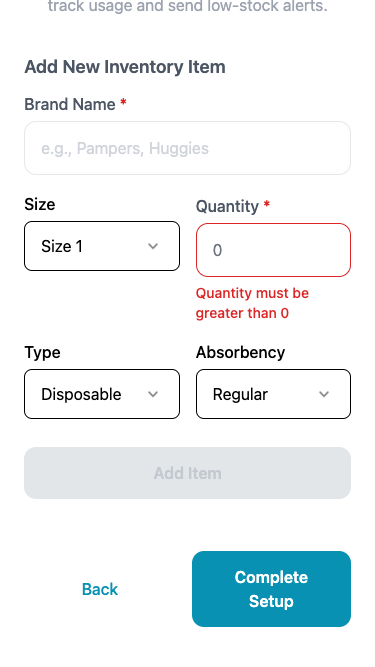 track usage and send low-stock alerts.
Add New Inventory Item
Brand Name *
e.g., Pampers, Huggies
Size
Quantity *
Size 1
0
Quantity must be
greater than 0
Type
Absorbency
Disposable
Regular
Add Item
Back
Complete
Setup